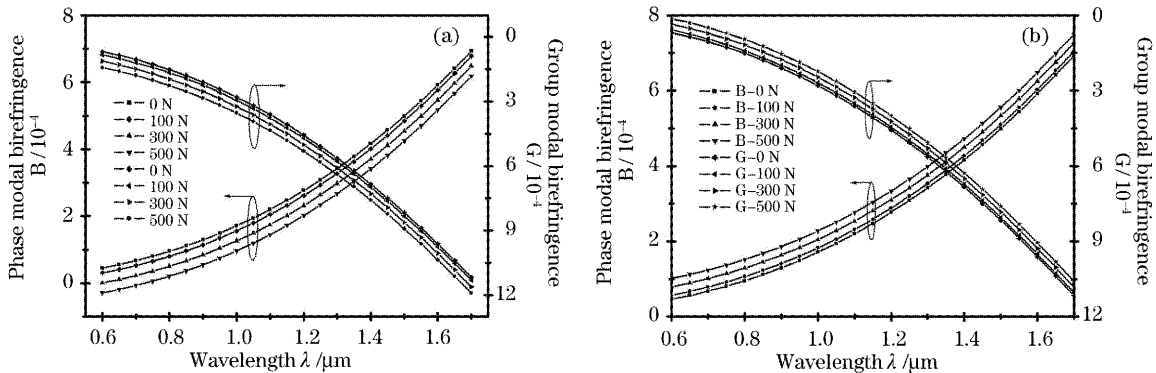 (a)
Phase modal birefringence
B/10⁻⁴
8
6
4
2
0
0 N
100 N
300 N
500 N
0 N
100 N
300 N
500 N
0
3
6
9
12
Group modal birefringence
G/10⁻⁴
0.6 0.8 1.0 1.2 1.4 1.6
Wavelength λ /μm
(b)
Phase modal birefringence
B/10⁻⁴
8
6
4
2
0
B-0 N
B-100 N
B-300 N
B-500 N
G-0 N
G-100 N
G-300 N
G-500 N
0
3
6
9
12
Group modal birefringence
G/10⁻⁴
0.6 0.8 1.0 1.2 1.4 1.6
Wavelength λ /μm